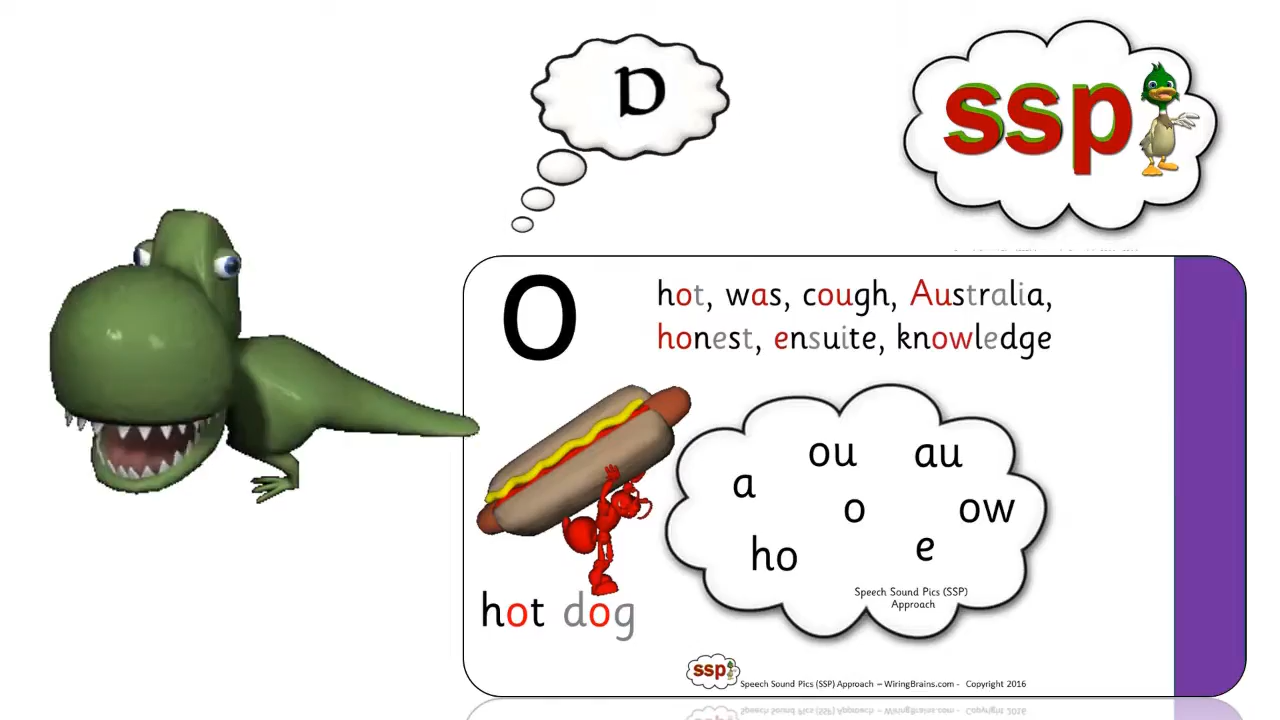 ɒ
ssp
o
hot, was, cough, Australia,
honest, ensuite, knowledge
ou au
a
o ow
ho e
Speech Sound Pics (SSP)
Approach
hot dog
ssp
Speech Sound Pics (SSP) Approach – WiringBrains.com - Copyright 2016